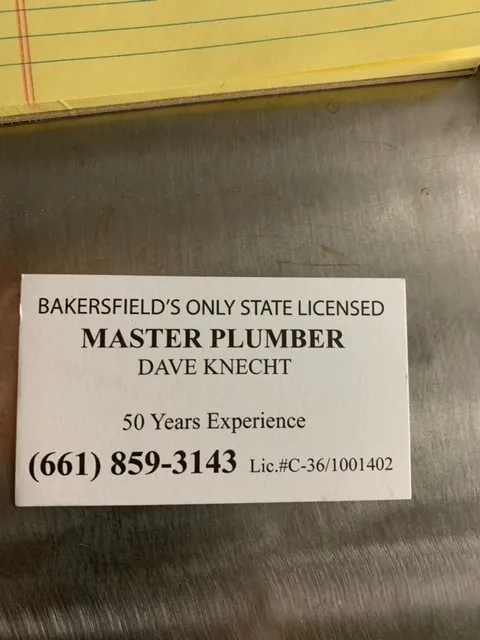 BAKERSFIELD'S ONLY STATE LICENSED
MASTER PLUMBER
DAVE KNECHT
50 Years Experience
(661) 859-3143 Lic.#C-36/1001402